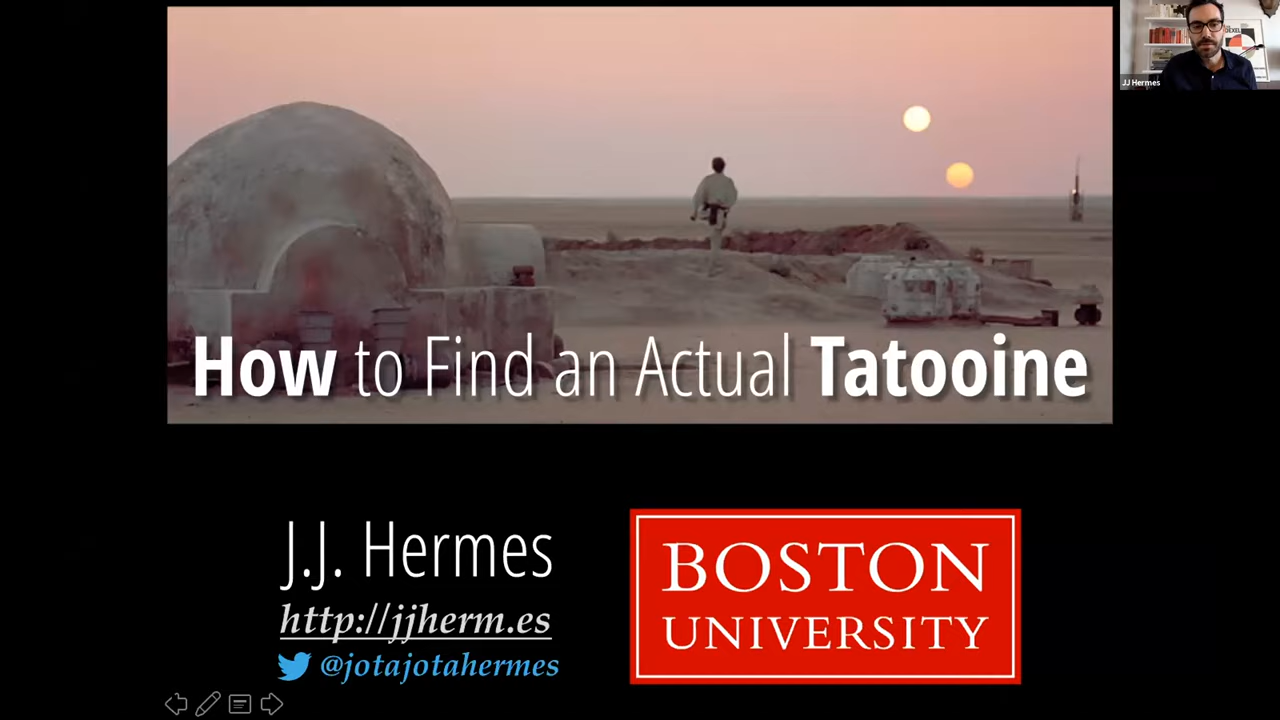 JJ Hermes
How to Find an Actual Tatooine
J.J. Hermes
http://jjherm.es
@jotajotahermes
BOSTON
UNIVERSITY